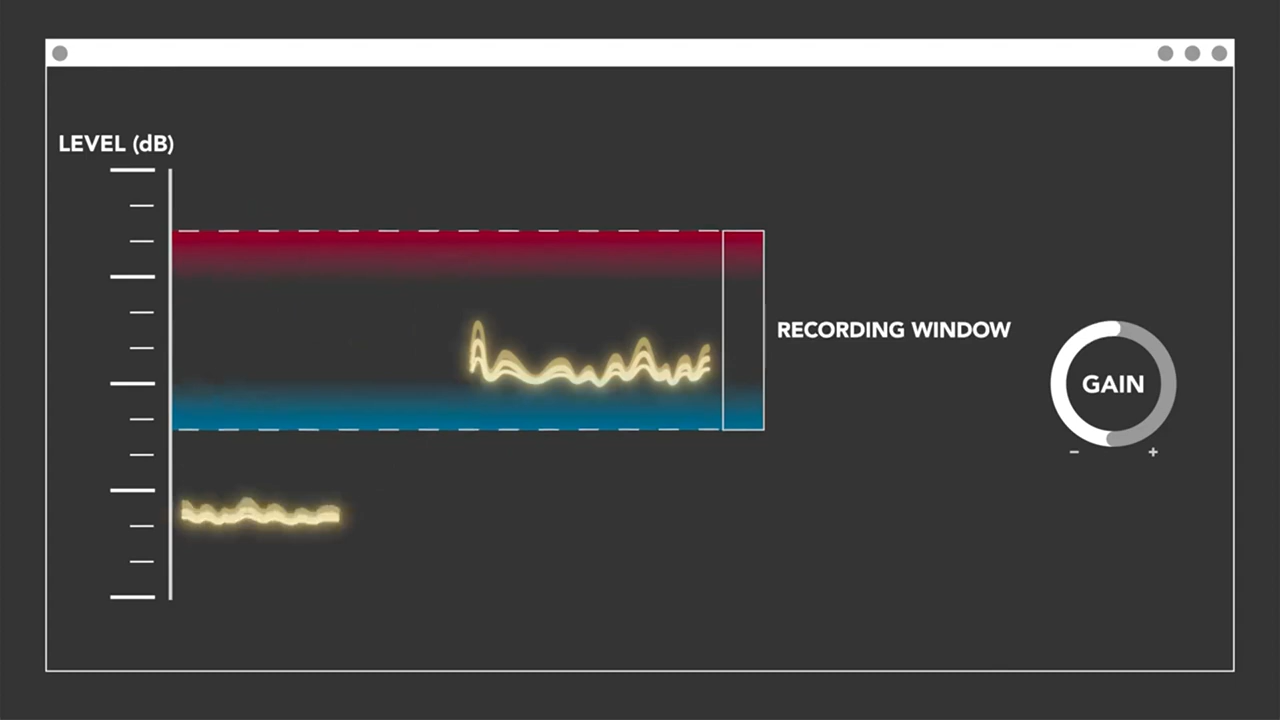 LEVEL (dB)
RECORDING WINDOW
GAIN
− +